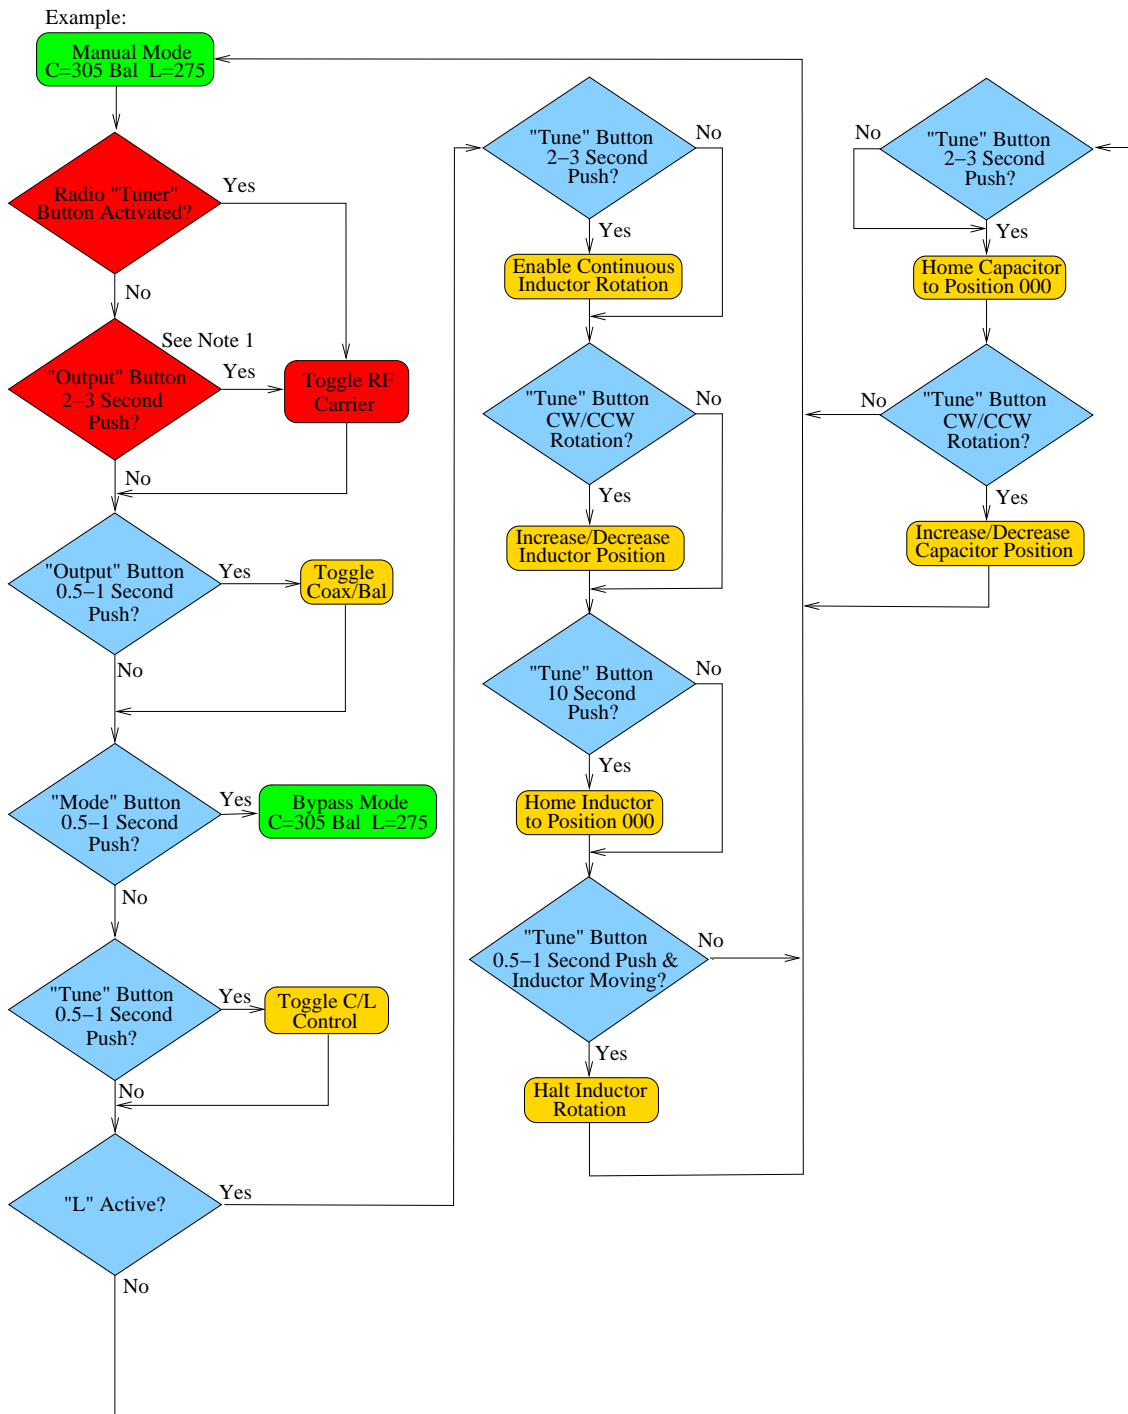 Example:
Manual Mode
C=305 Bal L=275
Radio "Tuner"
Button Activated?
Yes
No
See Note 1
"Output" Button
2−3 Second
Push?
Yes
Toggle RF
Carrier
No
"Output" Button
0.5−1 Second
Push?
Yes
Toggle
Coax/Bal
No
"Mode" Button
0.5−1 Second
Push?
Yes
Bypass Mode
C=305 Bal L=275
No
"Tune" Button
0.5−1 Second
Push?
Yes
Toggle C/L
Control
No
"L" Active?
Yes
No
"Tune" Button
2−3 Second
Push?
No
Yes
Enable Continuous
Inductor Rotation
"Tune" Button
CW/CCW
Rotation?
No
Yes
Increase/Decrease
Inductor Position
"Tune" Button
10 Second
Push?
No
Yes
Home Inductor
to Position 000
"Tune" Button
0.5−1 Second Push &
Inductor Moving?
No
Yes
Halt Inductor
Rotation
No
"Tune" Button
2−3 Second
Push?
Yes
Home Capacitor
to Position 000
No
"Tune" Button
CW/CCW
Rotation?
Yes
Increase/Decrease
Capacitor Position